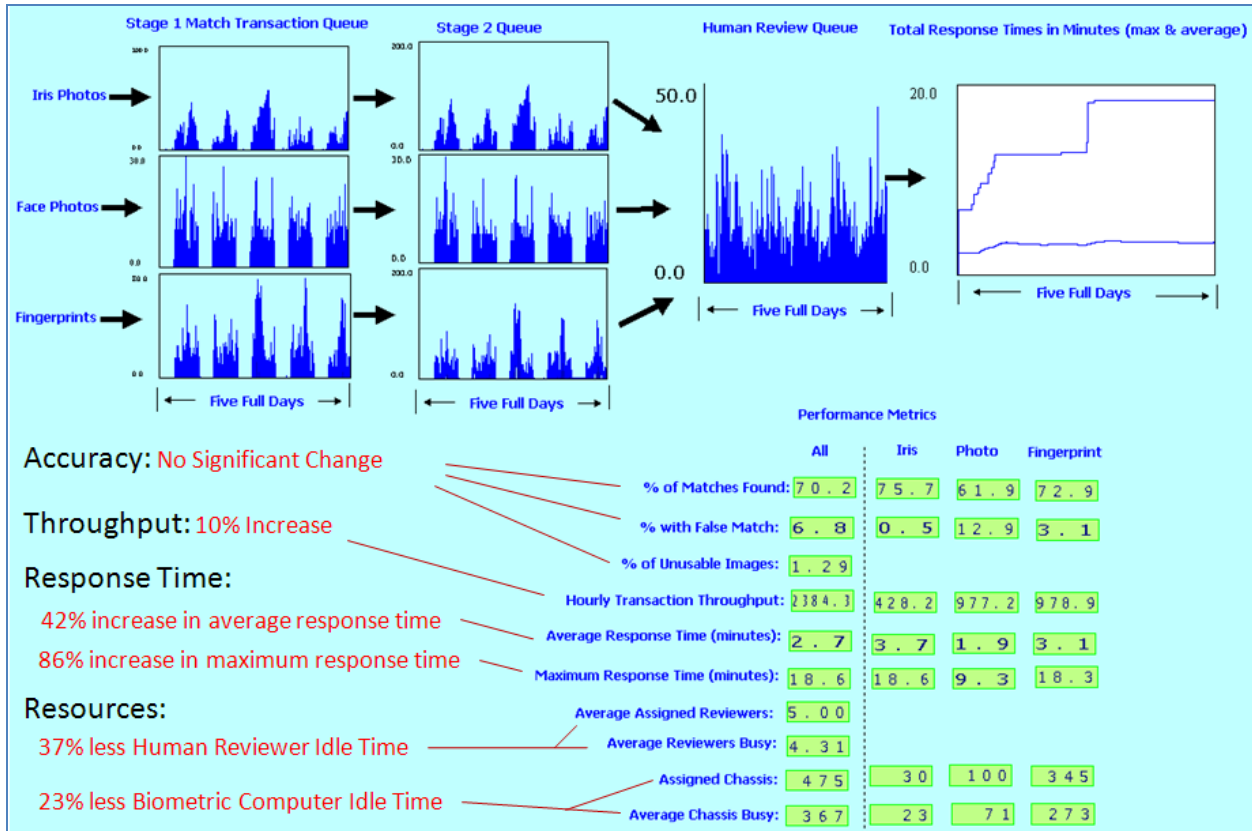 Stage 1 Match Transaction Queue
Stage 2 Queue
Human Review Queue
Total Response Times in Minutes (max & average)
Iris Photos
100.0
0.0
200.0
0.0
Face Photos
30.0
0.0
30.0
0.0
Fingerprints
0.0
200.0
0.0
50.0
0.0
20.0
0.0
Five Full Days
Five Full Days
Five Full Days
Five Full Days
Performance Metrics
All Iris Photo Fingerprint
Accuracy: No Significant Change
% of Matches Found: 70.2 75.7 61.9 72.9
Throughput: 10% Increase
% with False Match: 6.8 0.5 12.9 3.1
% of Unusable Images: 1.29
Response Time:
Hourly Transaction Throughput: 2384.3 428.2 977.2 978.9
42% increase in average response time
Average Response Time (minutes): 2.7 3.7 1.9 3.1
86% increase in maximum response time
Maximum Response Time (minutes): 18.6 18.6 9.3 18.3
Resources:
Average Assigned Reviewers: 5.00
37% less Human Reviewer Idle Time
Average Reviewers Busy: 4.31
Assigned Chassis: 475 30 100 345
23% less Biometric Computer Idle Time
Average Chassis Busy: 367 23 71 273